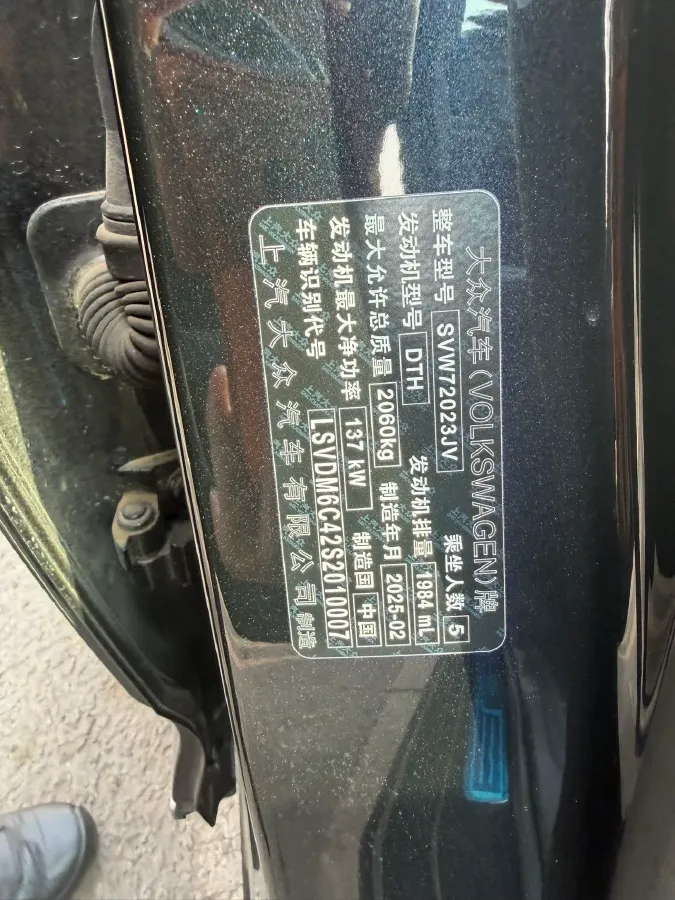 大众汽车(VOLKSWAGEN)牌
整车型号 SVW72023JV 乘坐人数 5
发动机型号 DTH 发动机排量 1984 mL
最大允许总质量 2060kg 制造年月 2025-02
发动机最大净功率 137 kW 制造国 中国
车辆识别代号 LSVDM6C42S2010007
上汽大众汽车有限公司 制造